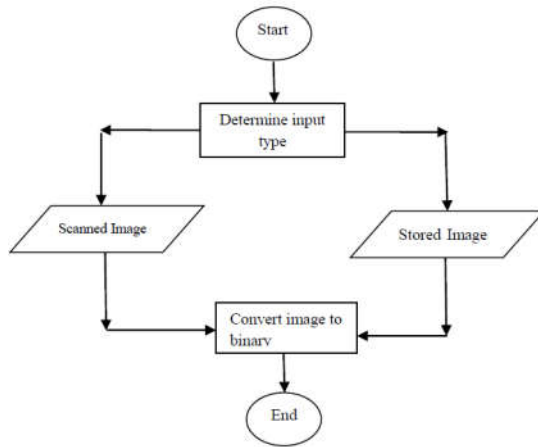 Start
Determine input
type
Scanned Image
Stored Image
Convert image to
binary
End